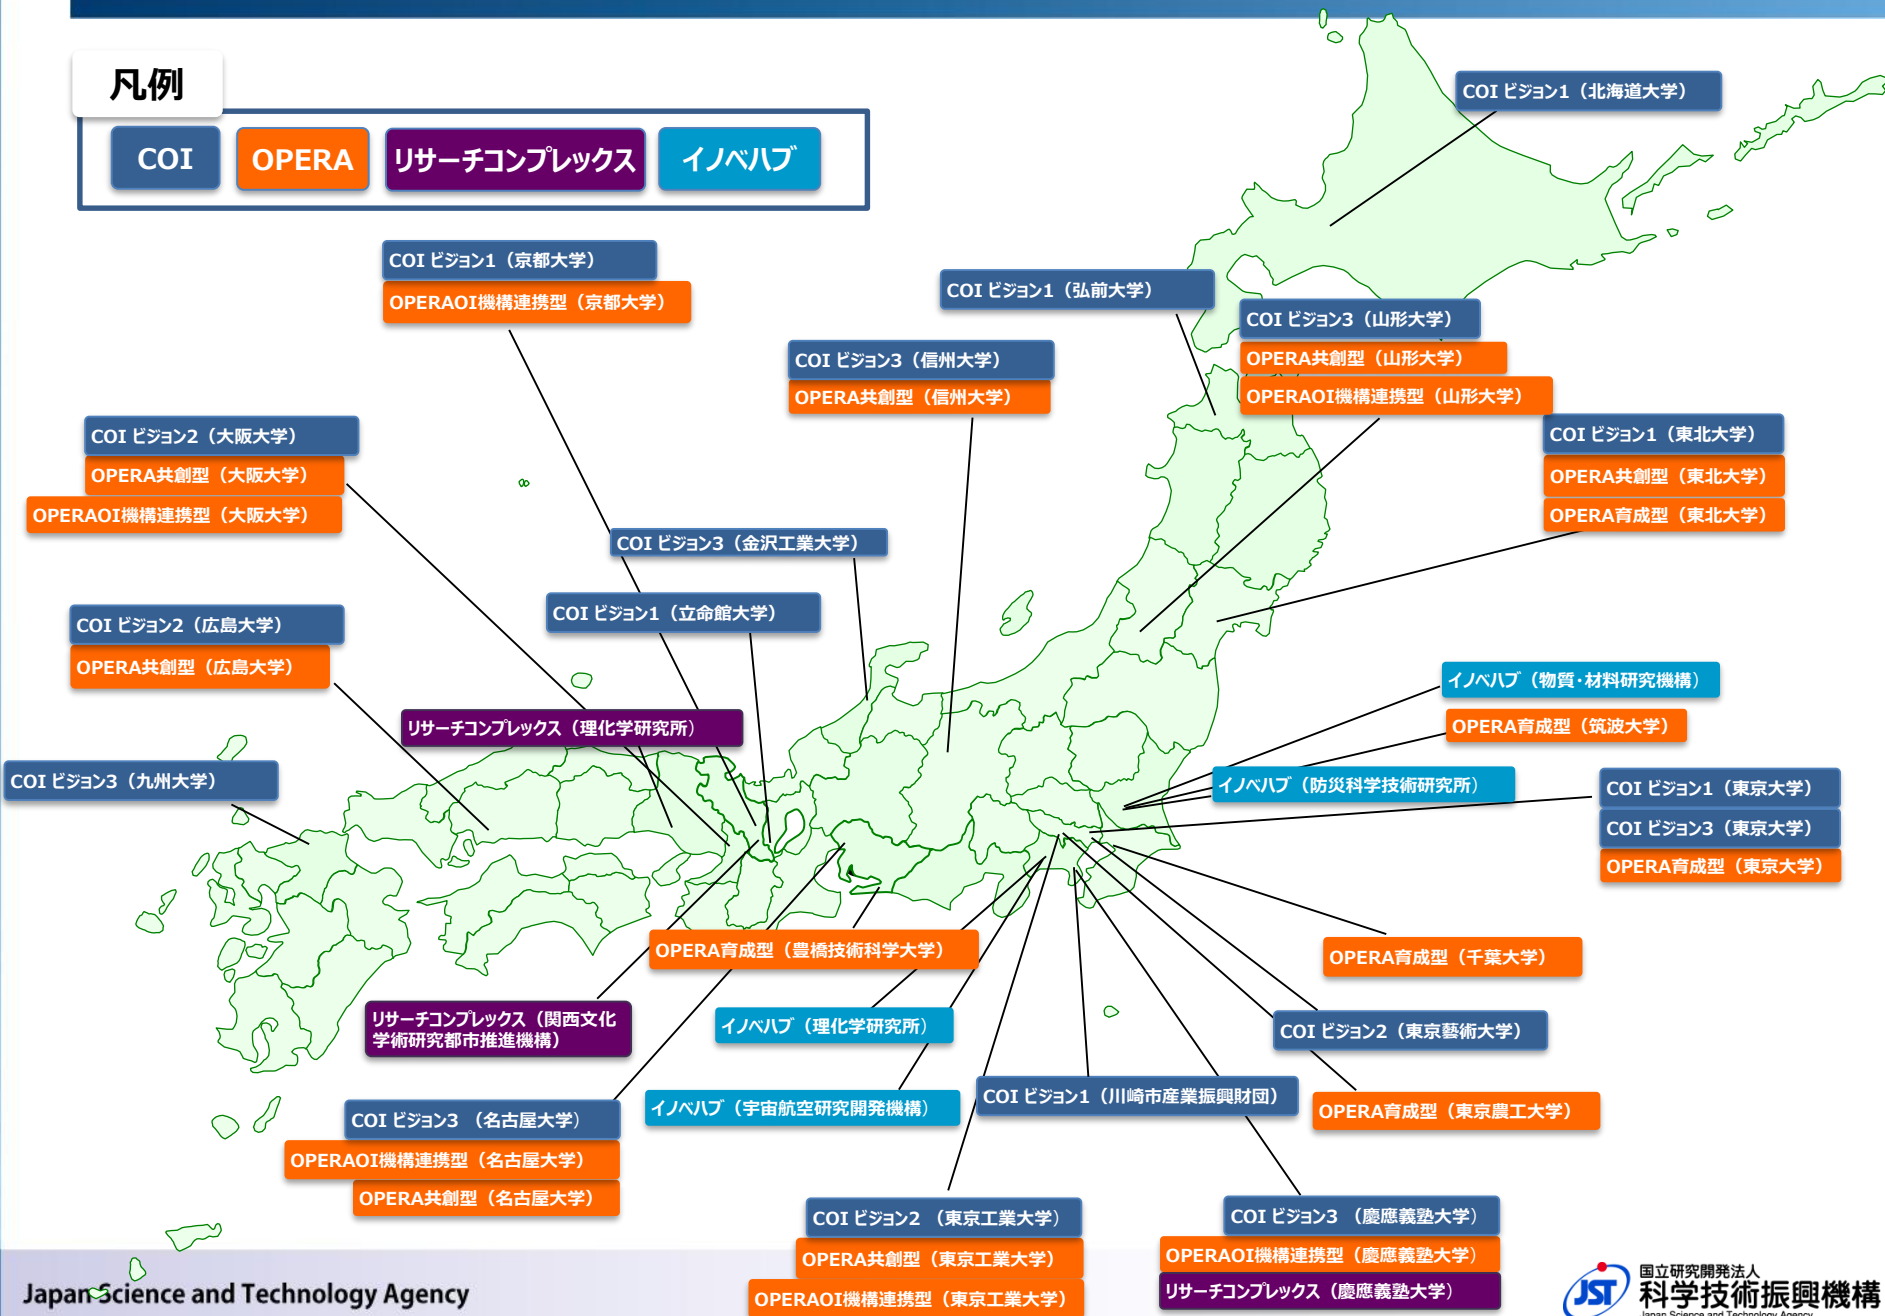 凡例
COI
OPERA
リサーチコンプレックス
イノベハブ
COI ビジョン1（北海道大学）
COI ビジョン1（京都大学）
OPERAOI機構連携型（京都大学）
COI ビジョン1（弘前大学）
COI ビジョン3（山形大学）
OPERA共創型（山形大学）
OPERAOI機構連携型（山形大学）
COI ビジョン3（信州大学）
OPERA共創型（信州大学）
COI ビジョン2（大阪大学）
OPERA共創型（大阪大学）
OPERAOI機構連携型（大阪大学）
COI ビジョン1（東北大学）
OPERA共創型（東北大学）
OPERA育成型（東北大学）
COI ビジョン3（金沢工業大学）
COI ビジョン1（立命館大学）
COI ビジョン2（広島大学）
OPERA共創型（広島大学）
リサーチコンプレックス（理化学研究所）
イノベハブ（物質・材料研究機構）
OPERA育成型（筑波大学）
イノベハブ（防災科学技術研究所）
COI ビジョン3（九州大学）
COI ビジョン1（東京大学）
COI ビジョン3（東京大学）
OPERA育成型（東京大学）
OPERA育成型（豊橋技術科学大学）
OPERA育成型（千葉大学）
リサーチコンプレックス（関西文化
学術研究都市推進機構）
イノベハブ（理化学研究所）
COI ビジョン2（東京藝術大学）
イノベハブ（宇宙航空研究開発機構）
COI ビジョン1（川崎市産業振興財団）
OPERA育成型（東京農工大学）
COI ビジョン3 （名古屋大学）
OPERAOI機構連携型（名古屋大学）
OPERA共創型（名古屋大学）
COI ビジョン2 （東京工業大学）
OPERA共創型（東京工業大学）
OPERAOI機構連携型（東京工業大学）
COI ビジョン3 （慶應義塾大学）
OPERAOI機構連携型（慶應義塾大学）
リサーチコンプレックス（慶應義塾大学）
Japan Science and Technology Agency
JST
国立研究開発法人
科学技術振興機構
Japan Science and Technology Agency